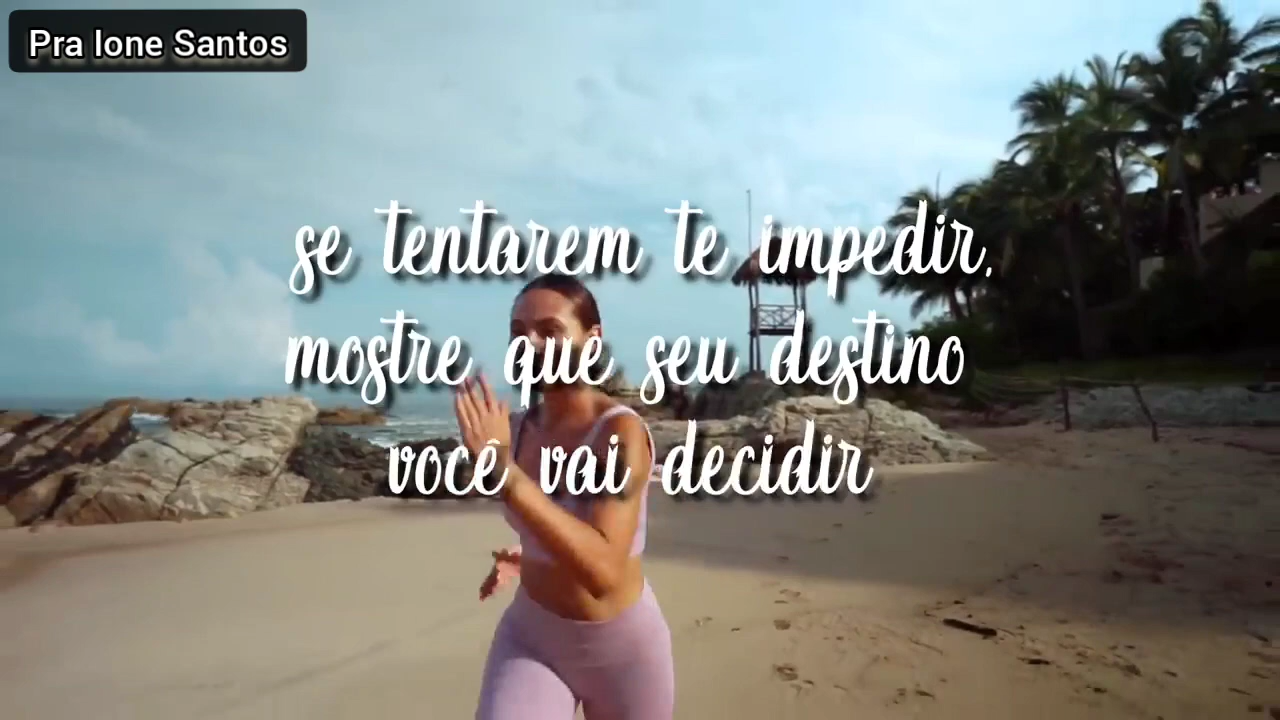 Pra Ione Santos
se tentarem te impedir,
mostre que seu destino
você vai decidir